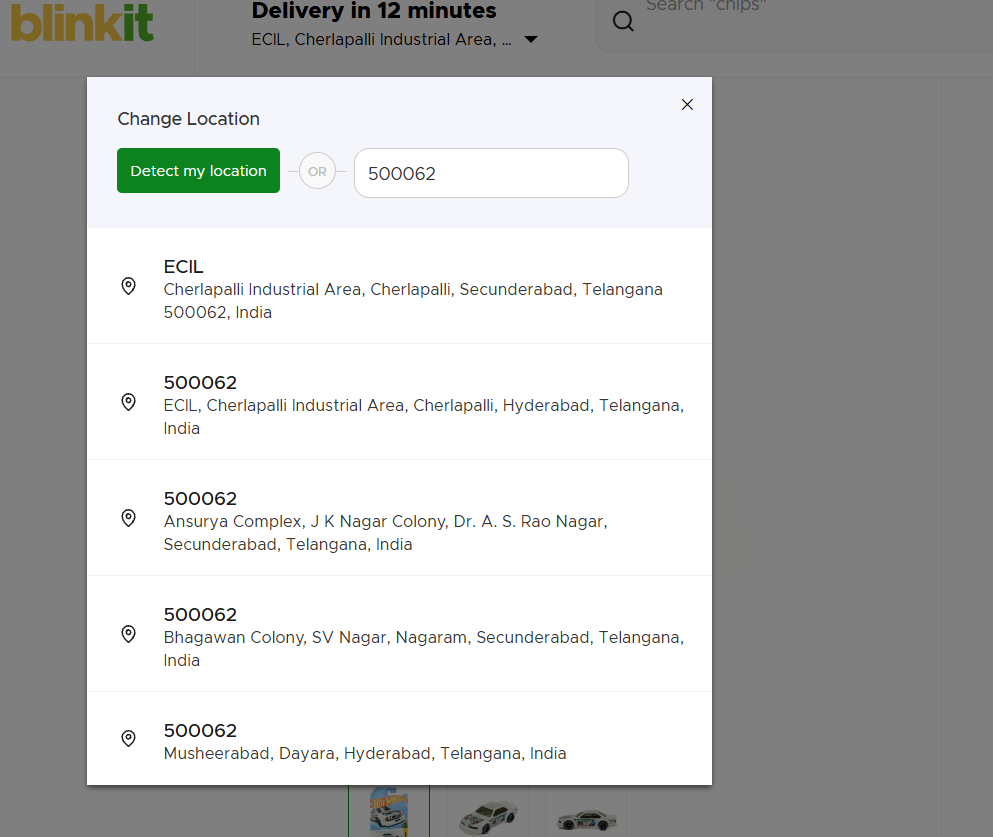 blinkit
Delivery in 12 minutes
ECIL, Cherlapalli Industrial Area, ...
Search "chips"
Change Location
Detect my location
OR
500062
ECIL
Cherlapalli Industrial Area, Cherlapalli, Secunderabad, Telangana
500062, India
500062
ECIL, Cherlapalli Industrial Area, Cherlapalli, Hyderabad, Telangana,
India
500062
Ansurya Complex, J K Nagar Colony, Dr. A. S. Rao Nagar,
Secunderabad, Telangana, India
500062
Bhagawan Colony, SV Nagar, Nagaram, Secunderabad, Telangana,
India
500062
Musheerabad, Dayara, Hyderabad, Telangana, India
Hot Wheels